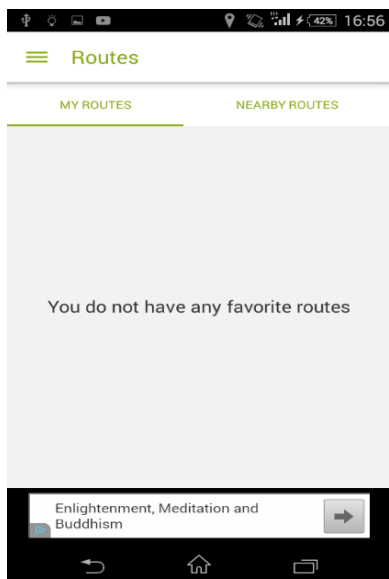 42% 16:56
Routes
MY ROUTES NEARBY ROUTES
You do not have any favorite routes
Enlightenment, Meditation and
Buddhism